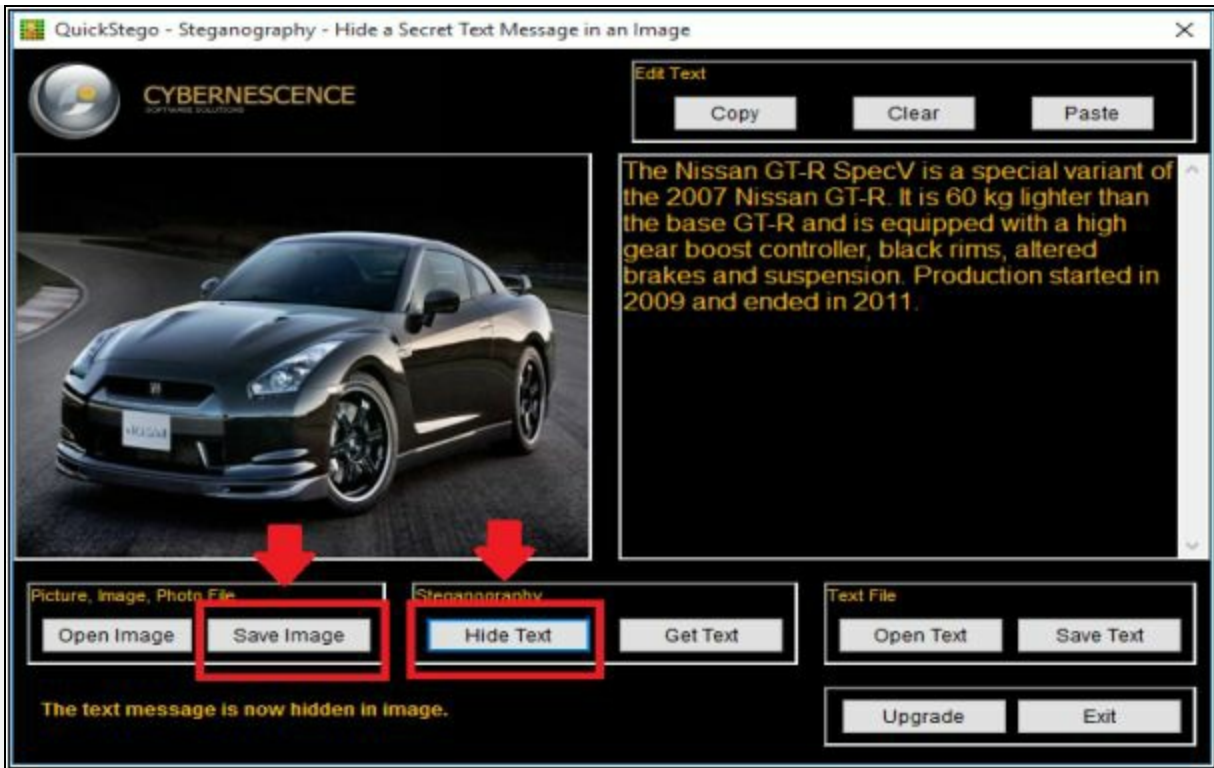 QuickStego - Steganography - Hide a Secret Text Message in an Image
CYBERNESCENCE
SOFTWARE SOLUTIONS
Edit Text
Copy Clear Paste
The Nissan GT-R SpecV is a special variant of
the 2007 Nissan GT-R. It is 60 kg lighter than
the base GT-R and is equipped with a high
gear boost controller, black rims, altered
brakes and suspension. Production started in
2009 and ended in 2011.
Picture, Image, Photo File
Open Image Save Image
Steganography
Hide Text Get Text
Text File
Open Text Save Text
The text message is now hidden in image.
Upgrade Exit